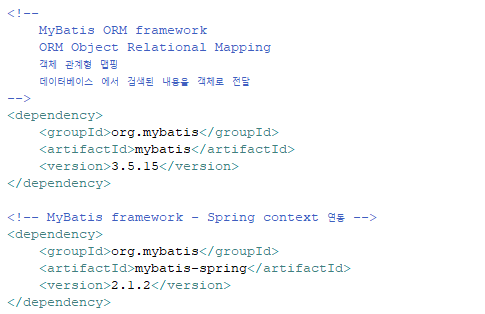 <!--
MyBatis ORM framework
ORM Object Relational Mapping
객체 관계형 맵핑
데이터베이스 에서 검색된 내용을 객체로 전달
-->
<dependency>
<groupId>org.mybatis</groupId>
<artifactId>mybatis</artifactId>
<version>3.5.15</version>
</dependency>
<!-- MyBatis framework - Spring context 연동 -->
<dependency>
<groupId>org.mybatis</groupId>
<artifactId>mybatis-spring</artifactId>
<version>2.1.2</version>
</dependency>